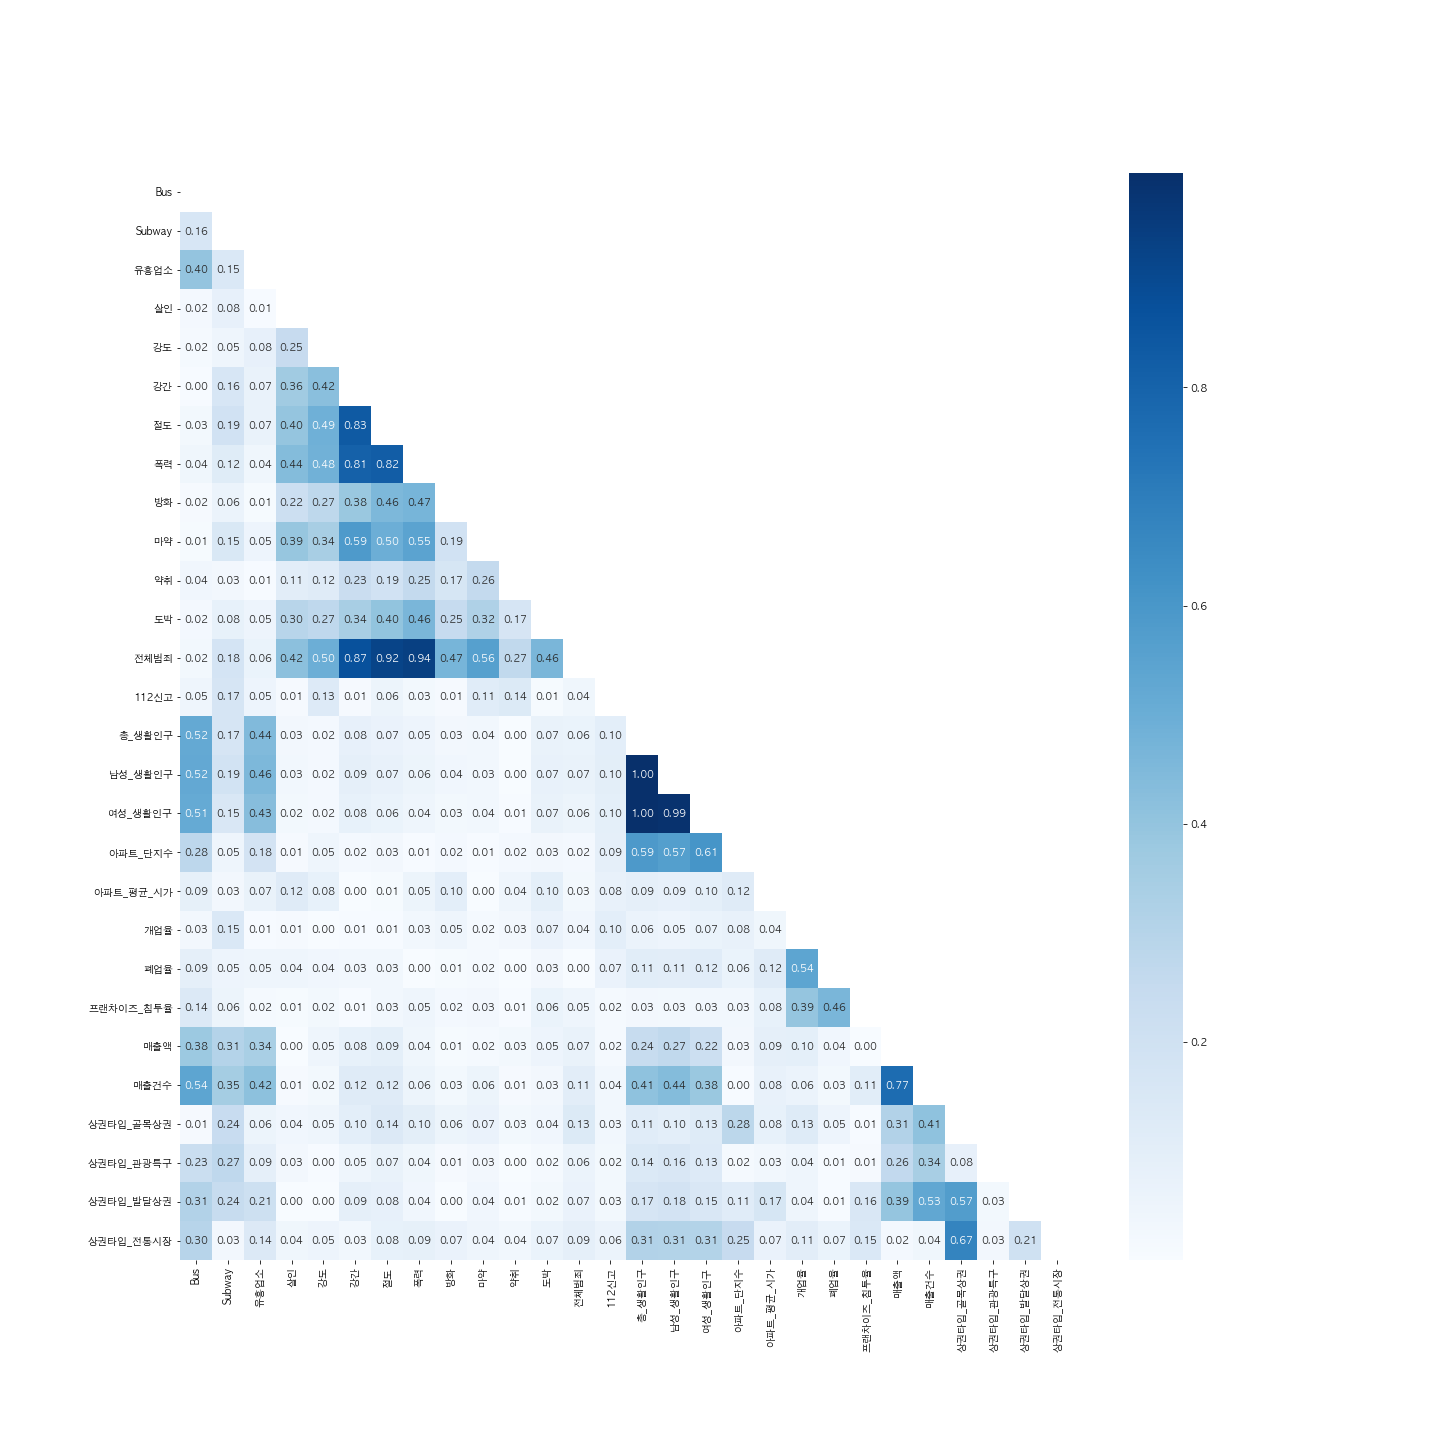 Bus
Subway 0.16
유흥업소 0.40 0.15
살인 0.02 0.08 0.01
강도 0.02 0.05 0.08 0.25
강간 0.00 0.16 0.07 0.36 0.42
절도 0.03 0.19 0.07 0.40 0.49 0.83
폭력 0.04 0.12 0.04 0.44 0.48 0.81 0.82
방화 0.02 0.06 0.01 0.22 0.27 0.38 0.46 0.47
마약 0.01 0.15 0.05 0.39 0.34 0.59 0.50 0.55 0.19
약취 0.04 0.03 0.01 0.11 0.12 0.23 0.19 0.25 0.17 0.26
도박 0.02 0.08 0.05 0.30 0.27 0.34 0.40 0.46 0.25 0.32 0.17
전체범죄 0.02 0.18 0.06 0.42 0.50 0.87 0.92 0.94 0.47 0.56 0.27 0.46
112신고 0.05 0.17 0.05 0.01 0.13 0.01 0.06 0.03 0.01 0.11 0.14 0.01 0.04
총_생활인구 0.52 0.17 0.44 0.03 0.02 0.08 0.07 0.05 0.03 0.04 0.00 0.07 0.06 0.10
남성_생활인구 0.52 0.19 0.46 0.03 0.02 0.09 0.07 0.06 0.04 0.03 0.00 0.07 0.07 0.10 1.00
여성_생활인구 0.51 0.15 0.43 0.02 0.02 0.08 0.06 0.04 0.03 0.04 0.01 0.07 0.06 0.10 1.00 0.99
아파트_단지수 0.28 0.05 0.18 0.01 0.05 0.02 0.03 0.01 0.02 0.01 0.02 0.03 0.02 0.09 0.59 0.57 0.61
아파트_평균_시가 0.09 0.03 0.07 0.12 0.08 0.00 0.01 0.05 0.10 0.00 0.04 0.10 0.03 0.08 0.09 0.09 0.10 0.12
개업율 0.03 0.15 0.01 0.01 0.00 0.01 0.01 0.03 0.05 0.02 0.03 0.07 0.04 0.10 0.06 0.05 0.07 0.08 0.04
폐업율 0.09 0.05 0.05 0.04 0.04 0.03 0.03 0.00 0.01 0.02 0.00 0.03 0.00 0.07 0.11 0.11 0.12 0.06 0.12 0.54
프랜차이즈_침투율 0.14 0.06 0.02 0.01 0.02 0.01 0.03 0.05 0.02 0.03 0.01 0.06 0.05 0.02 0.03 0.03 0.03 0.03 0.08 0.39 0.46
매출액 0.38 0.31 0.34 0.00 0.05 0.08 0.09 0.04 0.01 0.02 0.03 0.05 0.07 0.02 0.24 0.27 0.22 0.03 0.09 0.10 0.04 0.00
매출건수 0.54 0.35 0.42 0.01 0.02 0.12 0.12 0.06 0.03 0.06 0.01 0.03 0.11 0.04 0.41 0.44 0.38 0.00 0.08 0.06 0.03 0.11 0.77
상권타입_골목상권 0.01 0.24 0.06 0.04 0.05 0.10 0.14 0.10 0.06 0.07 0.03 0.04 0.13 0.03 0.11 0.10 0.13 0.28 0.08 0.13 0.05 0.01 0.31 0.41
상권타입_관광특구 0.23 0.27 0.09 0.03 0.00 0.05 0.07 0.04 0.01 0.03 0.00 0.02 0.06 0.02 0.14 0.16 0.13 0.02 0.03 0.04 0.01 0.01 0.26 0.34 0.08
상권타입_발달상권 0.31 0.24 0.21 0.00 0.00 0.09 0.08 0.04 0.00 0.04 0.01 0.02 0.07 0.03 0.17 0.18 0.15 0.11 0.17 0.04 0.01 0.16 0.39 0.53 0.57 0.03
상권타입_전통시장 0.30 0.03 0.14 0.04 0.05 0.03 0.08 0.09 0.07 0.04 0.04 0.07 0.09 0.06 0.31 0.31 0.31 0.25 0.07 0.11 0.07 0.15 0.02 0.04 0.67 0.03 0.21
Bus Subway 유흥업소 살인 강도 강간 절도 폭력 방화 마약 약취 도박 전체범죄 112신고 총_생활인구 남성_생활인구 여성_생활인구 아파트_단지수 아파트_평균_시가 개업율 폐업율 프랜차이즈_침투율 매출액 매출건수 상권타입_골목상권 상권타입_관광특구 상권타입_발달상권 상권타입_전통시장
0.8
0.6
0.4
0.2